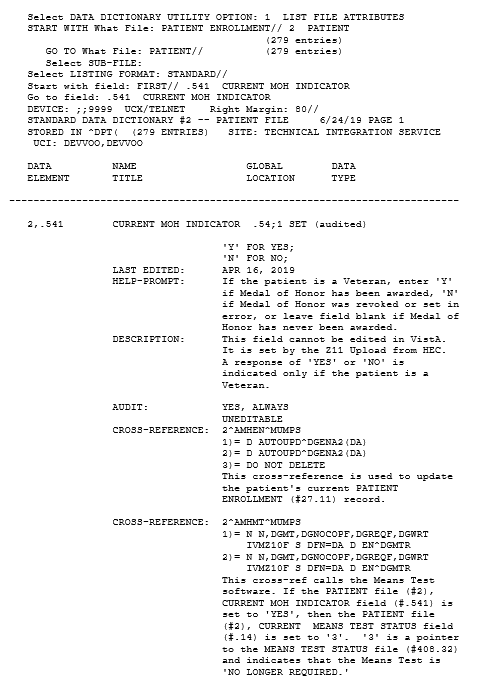 Select DATA DICTIONARY UTILITY OPTION: 1  LIST FILE ATTRIBUTES
START WITH What File: PATIENT ENROLLMENT// 2  PATIENT
(279 entries)
GO TO What File: PATIENT//          (279 entries)
Select SUB-FILE:
Select LISTING FORMAT: STANDARD//
Start with field: FIRST// .541  CURRENT MOH INDICATOR
Go to field: .541  CURRENT MOH INDICATOR
DEVICE: ;;9999  UCX/TELNET    Right Margin: 80//
STANDARD DATA DICTIONARY #2 -- PATIENT FILE     6/24/19 PAGE 1
STORED IN ^DPT(  (279 ENTRIES)   SITE: TECHNICAL INTEGRATION SERVICE
UCI: DEVVOO,DEVVOO
DATA          NAME                  GLOBAL        DATA
ELEMENT       TITLE                 LOCATION      TYPE
---------------------------------------------------------------------------
2,.541        CURRENT MOH INDICATOR  .54;1 SET (audited)
'Y' FOR YES;
'N' FOR NO;
LAST EDITED:      APR 16, 2019
HELP-PROMPT:      If the patient is a Veteran, enter 'Y'
if Medal of Honor has been awarded, 'N'
if Medal of Honor was revoked or set in
error, or leave field blank if Medal of
Honor has never been awarded.
DESCRIPTION:      This field cannot be edited in VistA.
It is set by the Z11 Upload from HEC.
A response of 'YES' or 'NO' is
indicated only if the patient is a
Veteran.
AUDIT:            YES, ALWAYS
UNEDITABLE
CROSS-REFERENCE:  2^AMHEN^MUMPS
1)= D AUTOUPD^DGENA2(DA)
2)= D AUTOUPD^DGENA2(DA)
3)= DO NOT DELETE
This cross-reference is used to update
the patient's current PATIENT
ENROLLMENT (#27.11) record.
CROSS-REFERENCE:  2^AMHMT^MUMPS
1)= N N,DGMT,DGNOCOPF,DGREQF,DGWRT
IVMZ10F S DFN=DA D EN^DGMTR
2)= N N,DGMT,DGNOCOPF,DGREQF,DGWRT
IVMZ10F S DFN=DA D EN^DGMTR
This cross-ref calls the Means Test
software. If the PATIENT file (#2),
CURRENT MOH INDICATOR field (#.541) is
set to 'YES', then the PATIENT file
(#2), CURRENT  MEANS TEST STATUS field
(#.14) is set to '3'.  '3' is a pointer
to the MEANS TEST STATUS file (#408.32)
and indicates that the Means Test is
'NO LONGER REQUIRED.'